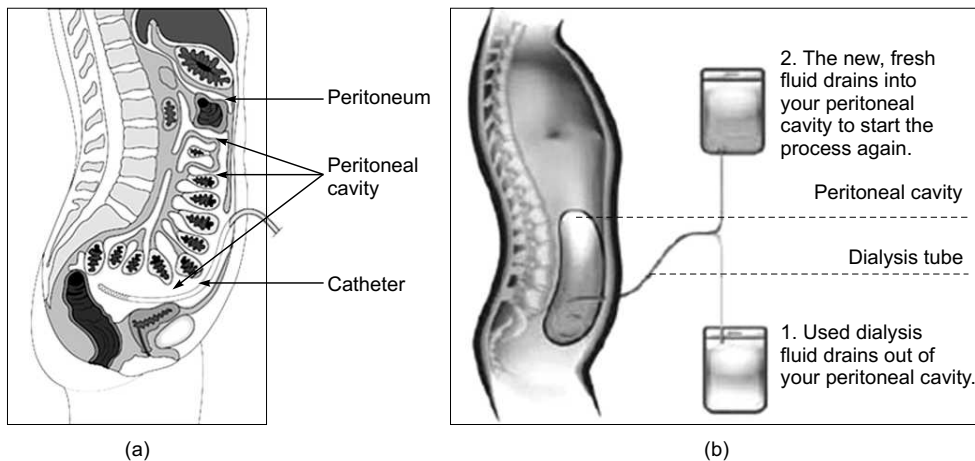 Peritoneum
Peritoneal
cavity
Catheter
(a)
2. The new, fresh
fluid drains into
your peritoneal
cavity to start the
process again.
Peritoneal cavity
Dialysis tube
1. Used dialysis
fluid drains out of
your peritoneal cavity.
(b)